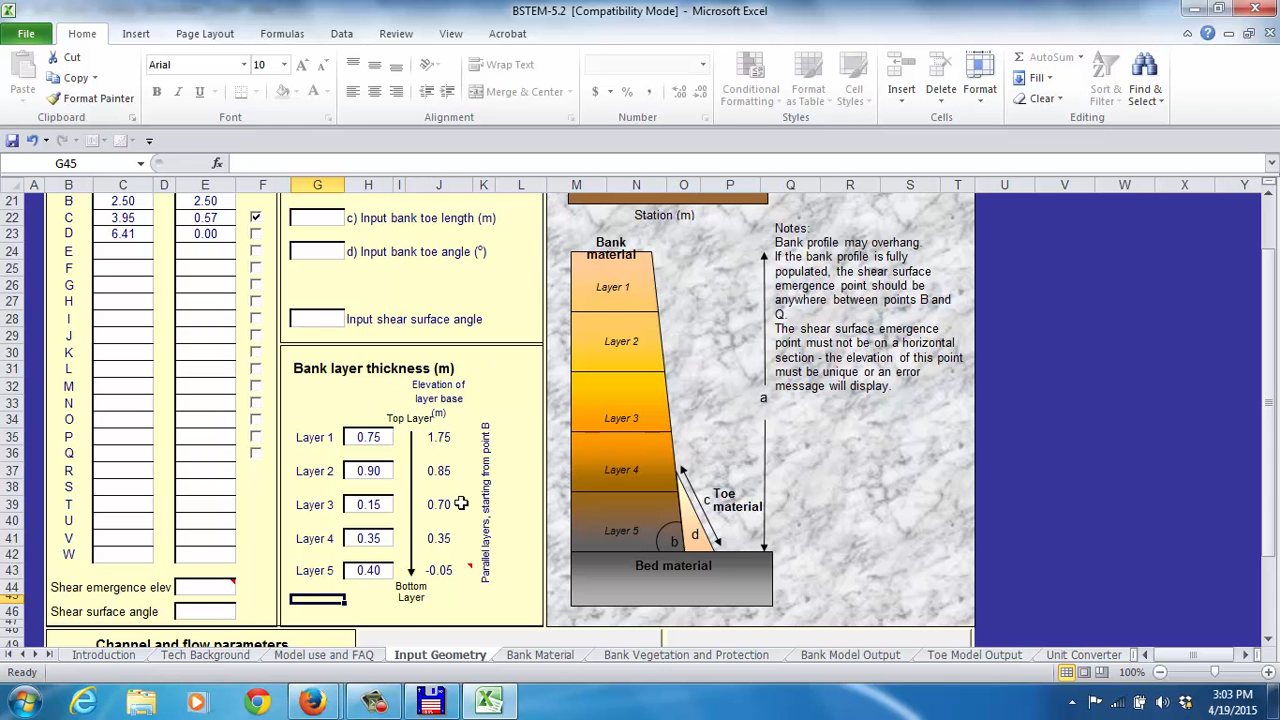 BSTEM-5.2 [Compatibility Mode] - Microsoft Excel
File Home Insert Page Layout Formulas Data Review View Acrobat
Cut
Copy
Format Painter
Paste
Clipboard
Arial 10
B I U
Font
Wrap Text
Merge & Center
Alignment
$ % ,
Number
Conditional Formatting
Format as Table
Cell Styles
Styles
Insert
Delete
Format
Cells
AutoSum
Fill
Clear
Sort & Filter
Find & Select
Editing
G45
fx
A B C D E F G H I J K L M N O P Q R S T U V W X Y
21 B 2.50 2.50
22 C 3.95 0.57
23 D 6.41 0.00
24 E
25 F
26 G
27 H
28 I
29 J
30 K
31 L
32 M
33 N
34 O
35 P
36 Q
37 R
38 S
39 T
40 U
41 V
42 W
43
44 Shear emergence elev
45
46 Shear surface angle
47
48
49 Channel and flow parameters
c) Input bank toe length (m)
d) Input bank toe angle (°)
Input shear surface angle
Bank layer thickness (m)
Elevation of
layer base
(m)
Top Layer
Layer 1 0.75 1.75
Layer 2 0.90 0.85
Layer 3 0.15 0.70
Layer 4 0.35 0.35
Layer 5 0.40 -0.05
Bottom
Layer
Parallel layers, starting from point B
Station (m)
Bank
material
Layer 1
Layer 2
Layer 3
Layer 4
Layer 5
a
b
c
d
Toe
material
Bed material
Notes:
Bank profile may overhang.
If the bank profile is fully
populated, the shear surface
emergence point should be
anywhere between points B and
Q.
The shear surface emergence
point must not be on a horizontal
section - the elevation of this point
must be unique or an error
message will display.
Introduction Tech Background Model use and FAQ Input Geometry Bank Material Bank Vegetation and Protection Bank Model Output Toe Model Output Unit Converter
Ready
100%
3:03 PM
4/19/2015